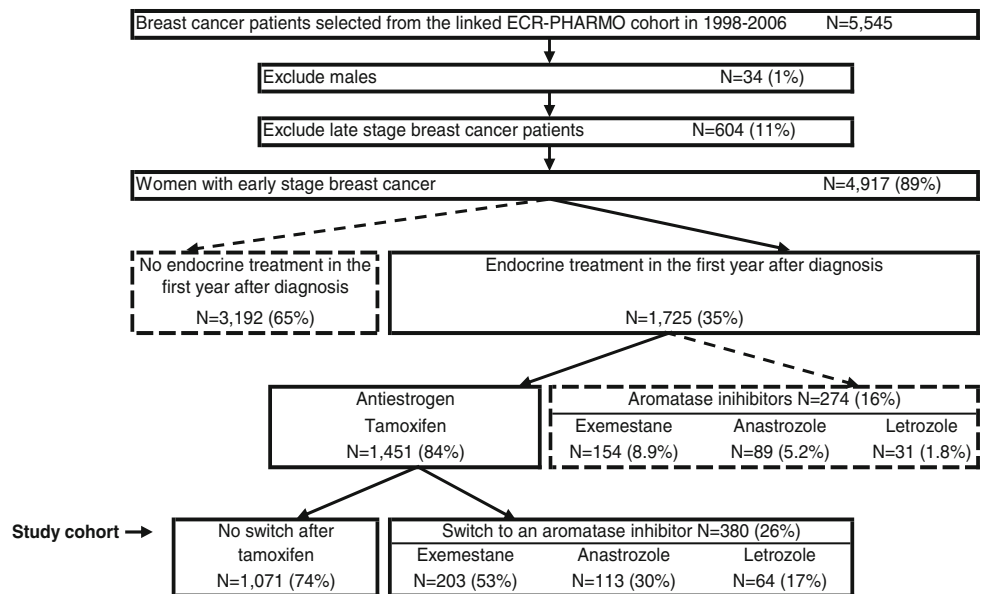 Breast cancer patients selected from the linked ECR-PHARMO cohort in 1998-2006 N=5,545
Exclude males N=34 (1%)
Exclude late stage breast cancer patients N=604 (11%)
Women with early stage breast cancer N=4,917 (89%)
No endocrine treatment in the
first year after diagnosis
N=3,192 (65%)
Endocrine treatment in the first year after diagnosis
N=1,725 (35%)
Antiestrogen
Tamoxifen
N=1,451 (84%)
Aromatase inihibitors N=274 (16%)
Exemestane Anastrozole Letrozole
N=154 (8.9%) N=89 (5.2%) N=31 (1.8%)
Study cohort
No switch after
tamoxifen
N=1,071 (74%)
Switch to an aromatase inhibitor N=380 (26%)
Exemestane Anastrozole Letrozole
N=203 (53%) N=113 (30%) N=64 (17%)